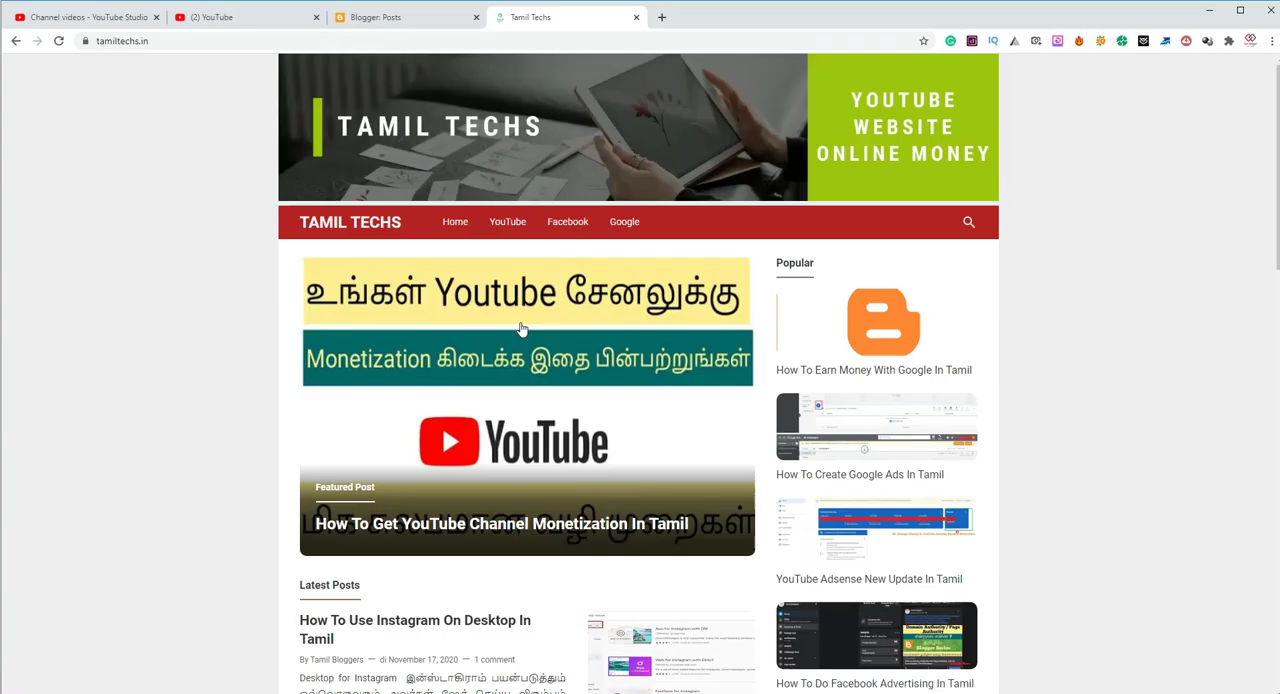 Channel videos - YouTube Studio
(2) YouTube
Blogger: Posts
Tamil Techs
tamiltechs.in
TAMIL TECHS
YOUTUBE
WEBSITE
ONLINE MONEY
TAMIL TECHS
Home
YouTube
Facebook
Google
உங்கள் Youtube சேனலுக்கு
Monetization கிடைக்க இதை பின்பற்றுங்கள்
YouTube
Featured Post
How To Get YouTube Channel Monetization In Tamil
Latest Posts
How To Use Instagram On Desktop In
Tamil
By Tamil Bloggers — di November 17, 2020 — 1 comment
Desktop for Instagram இன்ஸ்டாகிராம் பயன்படுத்தும்
Popular
How To Earn Money With Google In Tamil
How To Create Google Ads In Tamil
YouTube Adsense New Update In Tamil
How To Do Facebook Advertising In Tamil